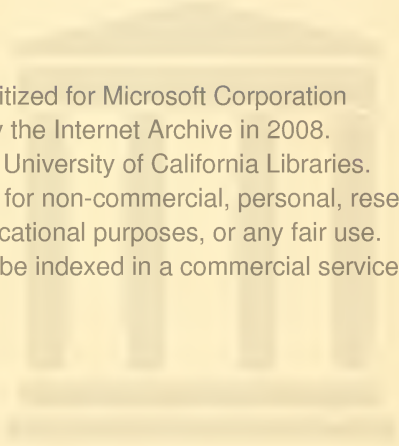 itized for Microsoft Corporation
the Internet Archive in 2008.
University of California Libraries.
for non-commercial, personal, rese
cational purposes, or any fair use.
be indexed in a commercial service